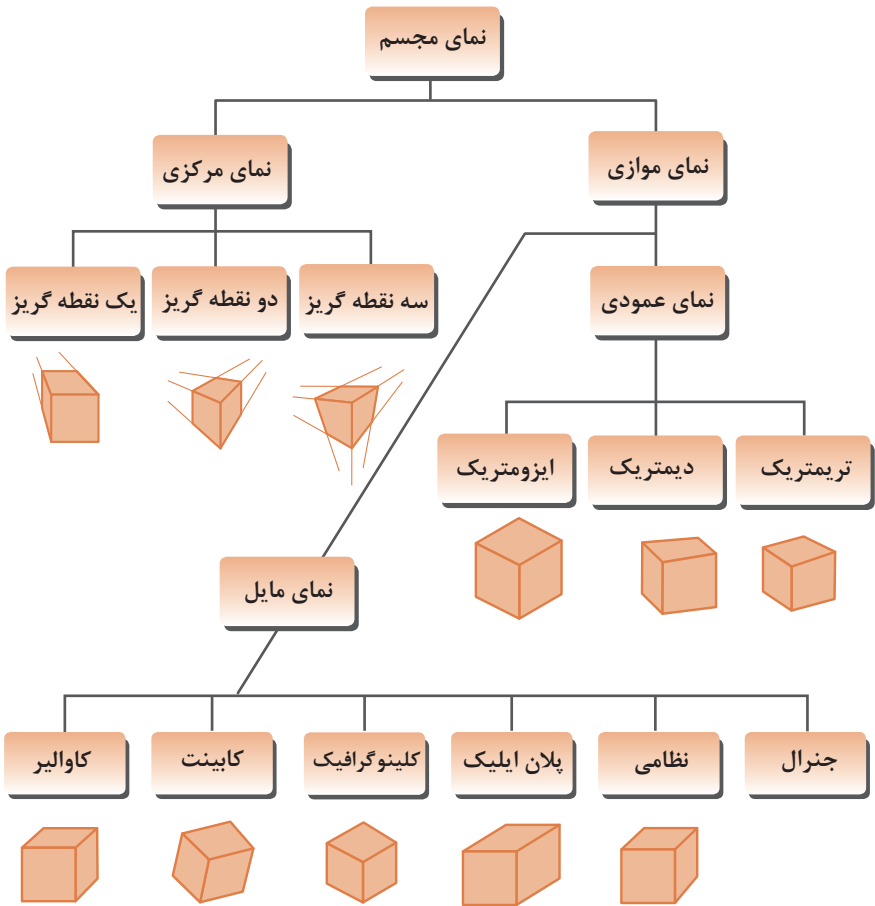 نمای مجسم
نمای موازی
نمای مرکزی
نمای عمودی
سه نقطه گریز
دو نقطه گریز
یک نقطه گریز
تریمتریک
دیمتریک
ایزومتریک
نمای مایل
جنرال
نظامی
پلان ایلیک
کلینوگرافیک
کابینت
کاوالیر